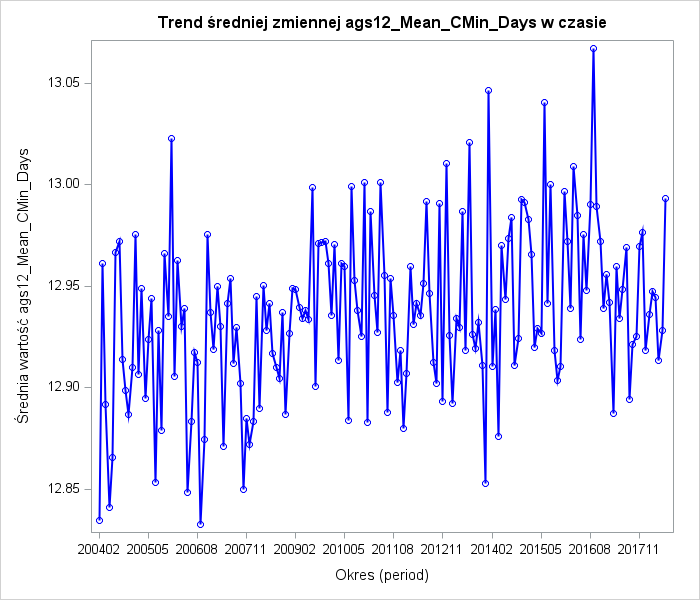 Trend średniej zmiennej ags12_Mean_CMin_Days w czasie
Średnia wartość ags12_Mean_CMin_Days
13.05
13.00
12.95
12.90
12.85
200402 200505 200608 200711 200902 201005 201108 201211 201402 201505 201608 201711
Okres (period)